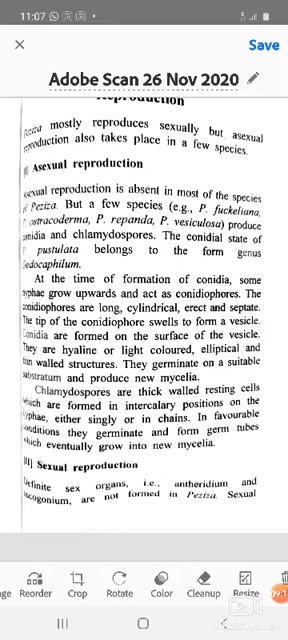 11:07
Save
Adobe Scan 26 Nov 2020
Reproduction
Peziza mostly reproduces sexually but asexual
reproduction also takes place in a few species.
Asexual reproduction
Asexual reproduction is absent in most of the species
of Peziza. But a few species (e.g., P. fuckeliana,
P. ostracoderma, P. repanda, P. vesiculosa) produce
conidia and chlamydospores. The conidial state of
P. pustulata belongs to the form genus
Oedocaphilum.
At the time of formation of conidia, some
hyphae grow upwards and act as conidiophores. The
conidiophores are long, cylindrical, erect and septate.
The tip of the conidiophore swells to form a vesicle.
Conidia are formed on the surface of the vesicle.
They are hyaline or light coloured, elliptical and
thin walled structures. They germinate on a suitable
substratum and produce new mycelia.
Chlamydospores are thick walled resting cells
which are formed in intercalary positions on the
hyphae, either singly or in chains. In favourable
conditions they germinate and form germ tubes
which eventually grow into new mycelia.
[II] Sexual reproduction
Definite sex organs, i.e., antheridium and
ascogonium, are not formed in Peziza. Sexual
Reorder Crop Rotate Color Cleanup Resize